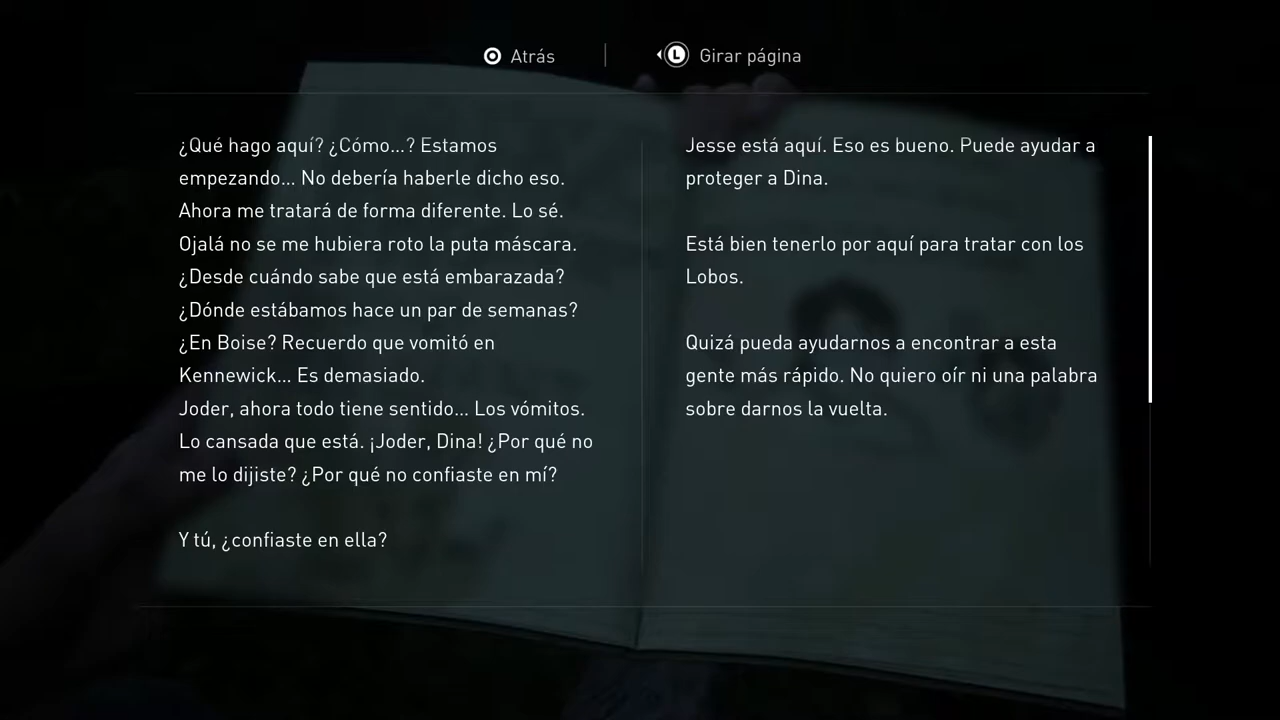 Atrás
L Girar página
¿Qué hago aquí? ¿Cómo...? Estamos
empezando... No debería haberle dicho eso.
Ahora me tratará de forma diferente. Lo sé.
Ojalá no se me hubiera roto la puta máscara.
¿Desde cuándo sabe que está embarazada?
¿Dónde estábamos hace un par de semanas?
¿En Boise? Recuerdo que vomitó en
Kennewick... Es demasiado.
Joder, ahora todo tiene sentido... Los vómitos.
Lo cansada que está. ¡Joder, Dina! ¿Por qué no
me lo dijiste? ¿Por qué no confiaste en mí?
Y tú, ¿confiaste en ella?
Jesse está aquí. Eso es bueno. Puede ayudar a
proteger a Dina.
Está bien tenerlo por aquí para tratar con los
Lobos.
Quizá pueda ayudarnos a encontrar a esta
gente más rápido. No quiero oír ni una palabra
sobre darnos la vuelta.